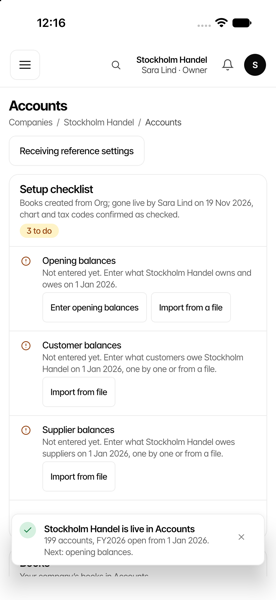 12:16
Stockholm Handel
Sara Lind · Owner
S
Accounts
Companies / Stockholm Handel / Accounts
Receiving reference settings
Setup checklist
Books created from Org; gone live by Sara Lind on 19 Nov 2026,
chart and tax codes confirmed as checked.
3 to do
Opening balances
Not entered yet. Enter what Stockholm Handel owns and
owes on 1 Jan 2026.
Enter opening balances
Import from a file
Customer balances
Not entered yet. Enter what customers owe Stockholm
Handel on 1 Jan 2026, one by one or from a file.
Import from file
Supplier balances
Not entered yet. Enter what Stockholm Handel owes
suppliers on 1 Jan 2026, one by one or from a file.
Import from file
Stockholm Handel is live in Accounts
199 accounts, FY2026 open from 1 Jan 2026.
Next: opening balances.
Books
Your company's books in Accounts.